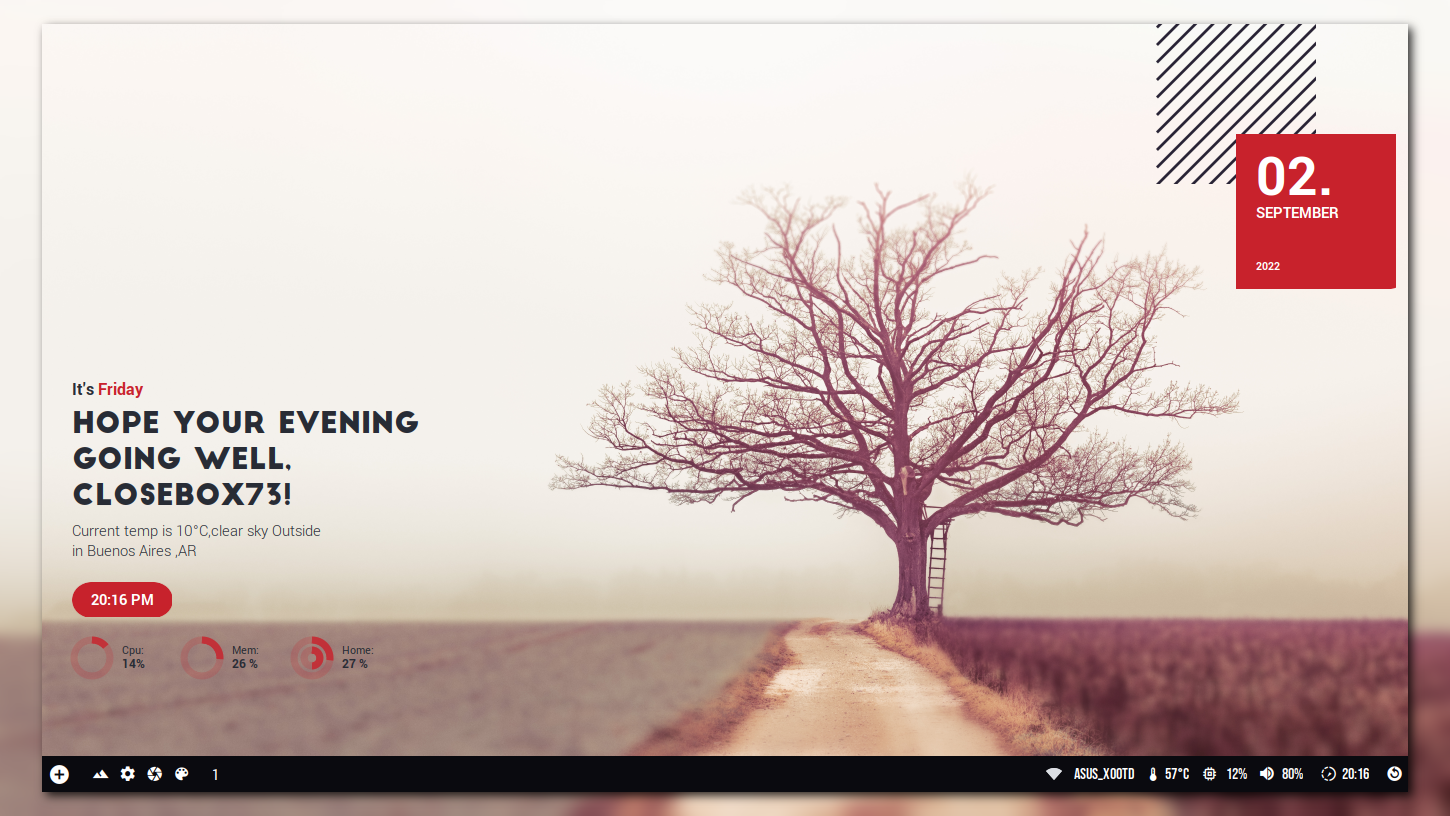 02.
SEPTEMBER
2022
It's Friday
HOPE YOUR EVENING
GOING WELL,
CLOSEBOX73!
Current temp is 10°C,clear sky Outside
in Buenos Aires ,AR
20:16 PM
Cpu:
14%
Mem:
26 %
Home:
27 %
1
ASUS_X00TD 57°C 12% 80% 20:16